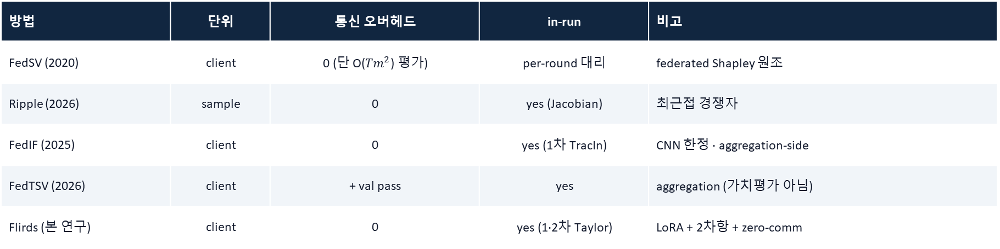 방법 단위 통신 오버헤드 in-run 비고
FedSV (2020) client 0 (단 O(𝑇𝑚²) 평가) per-round 대리 federated Shapley 원조
Ripple (2026) sample 0 yes (Jacobian) 최근접 경쟁자
FedIF (2025) client 0 yes (1차 TracIn) CNN 한정 · aggregation-side
FedTSV (2026) client + val pass yes aggregation (가치평가 아님)
Flirds (본 연구) client 0 yes (1·2차 Taylor) LoRA + 2차항 + zero-comm